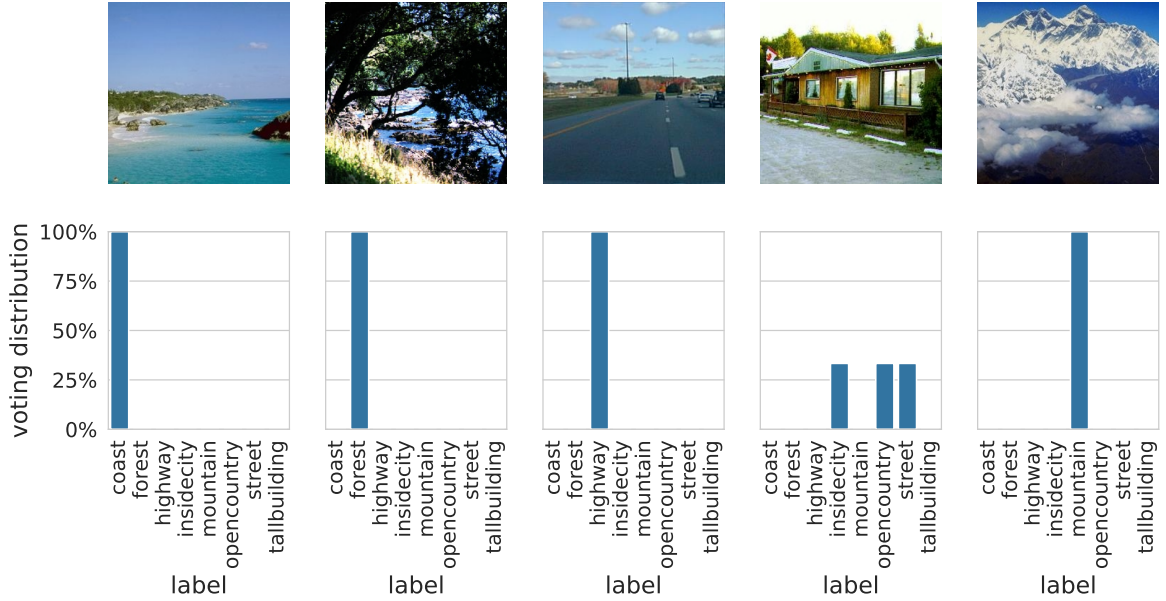 voting distribution
100%
75%
50%
25%
0%
coast
forest
highway
insidecity
mountain
opencountry
street
tallbuilding
label
coast
forest
highway
insidecity
mountain
opencountry
street
tallbuilding
label
coast
forest
highway
insidecity
mountain
opencountry
street
tallbuilding
label
coast
forest
highway
insidecity
mountain
opencountry
street
tallbuilding
label
coast
forest
highway
insidecity
mountain
opencountry
street
tallbuilding
label